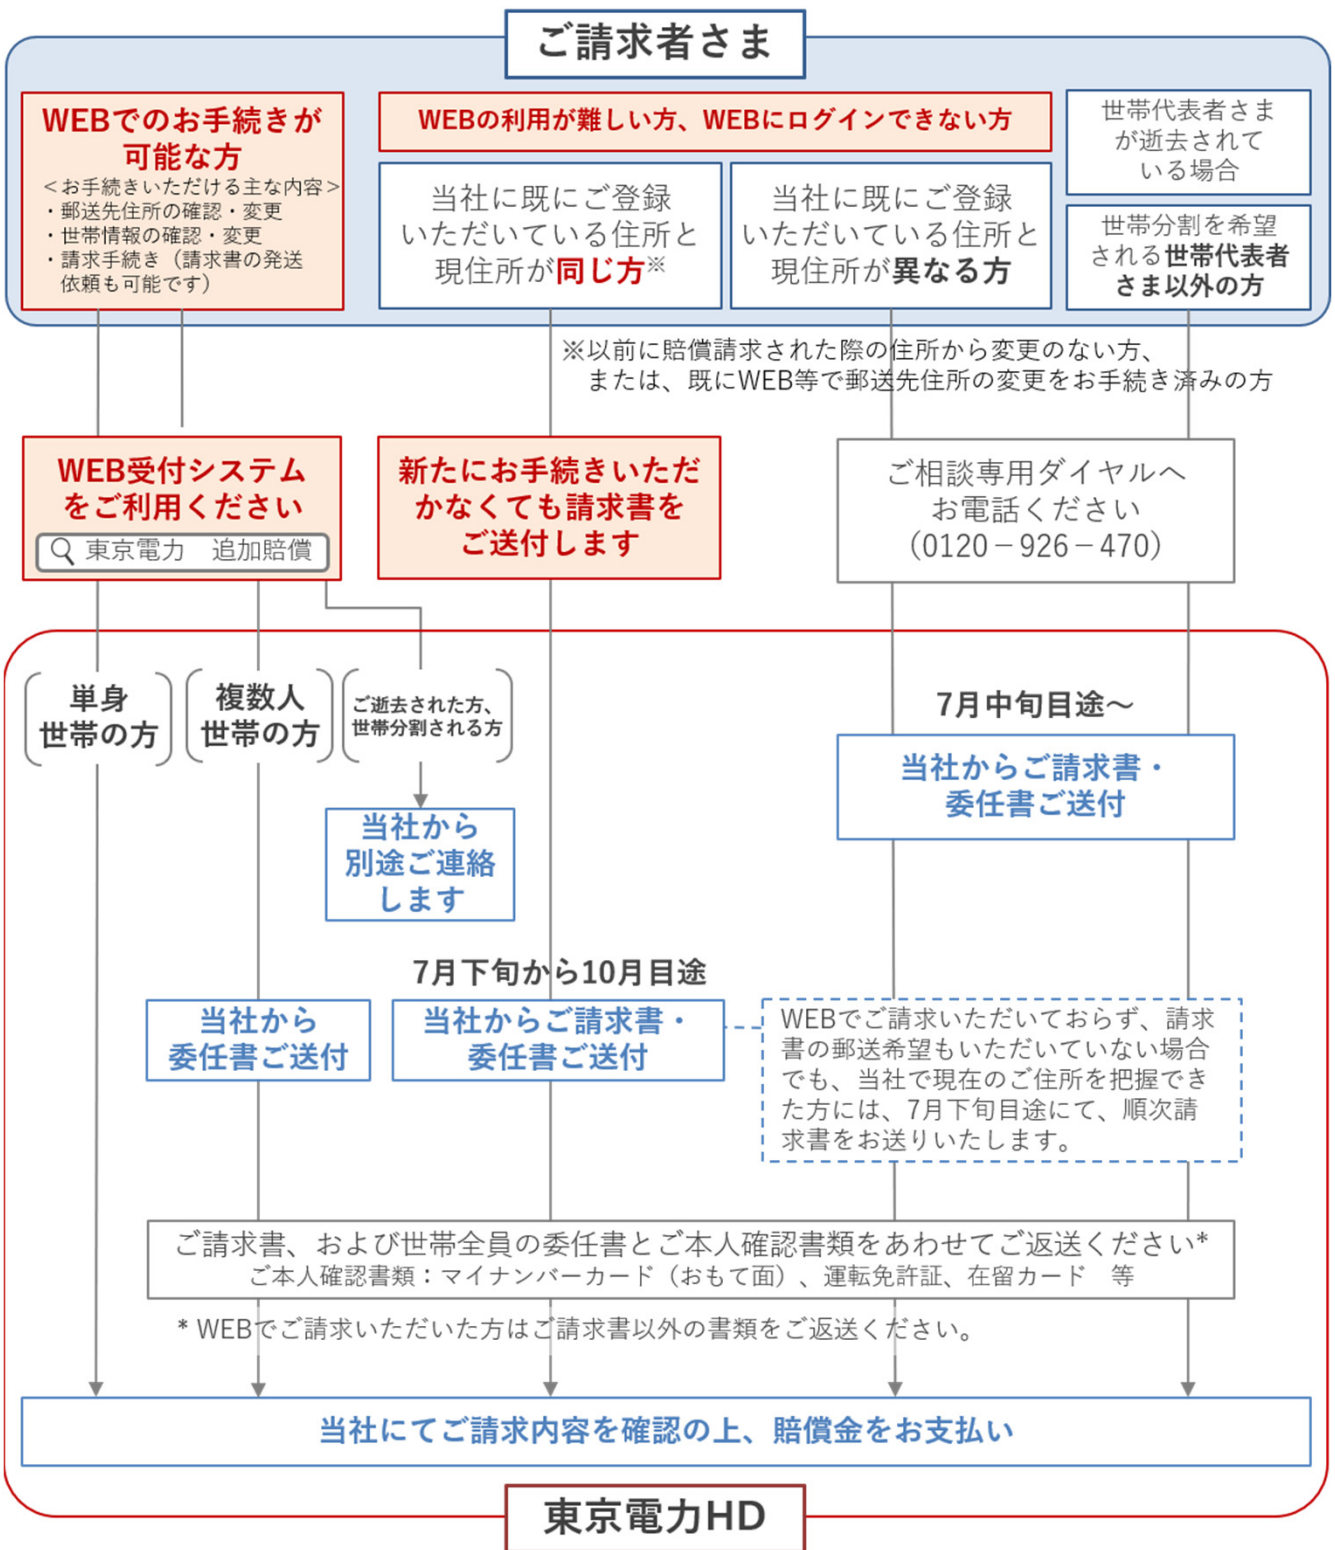 ご請求者さま
WEBでのお手続きが
可能な方
＜お手続きいただける主な内容＞
・郵送先住所の確認・変更
・世帯情報の確認・変更
・請求手続き（請求書の発送
依頼も可能です）
WEBの利用が難しい方、WEBにログインできない方
当社に既にご登録
いただいている住所と
現住所が同じ方※
当社に既にご登録
いただいている住所と
現住所が異なる方
世帯代表者さま
が逝去されて
いる場合
世帯分割を希望
される世帯代表者
さま以外の方
※以前に賠償請求された際の住所から変更のない方、
または、既にWEB等で郵送先住所の変更をお手続き済みの方
WEB受付システム
をご利用ください
東京電力　追加賠償
新たにお手続きいただ
かなくても請求書を
ご送付します
ご相談専用ダイヤルへ
お電話ください
（0120－926－470）
単身
世帯の方
複数人
世帯の方
ご逝去された方、
世帯分割される方
7月中旬目途～
当社からご請求書・
委任書ご送付
当社から
別途ご連絡
します
7月下旬から10月目途
当社から
委任書ご送付
当社からご請求書・
委任書ご送付
WEBでご請求いただいておらず、請求
書の郵送希望もいただいていない場合
でも、当社で現在のご住所を把握でき
た方には、7月下旬目途にて、順次請
求書をお送りいたします。
ご請求書、および世帯全員の委任書とご本人確認書類をあわせてご返送ください*
ご本人確認書類：マイナンバーカード（おもて面）、運転免許証、在留カード　等
* WEBでご請求いただいた方はご請求書以外の書類をご返送ください。
当社にてご請求内容を確認の上、賠償金をお支払い
東京電力HD